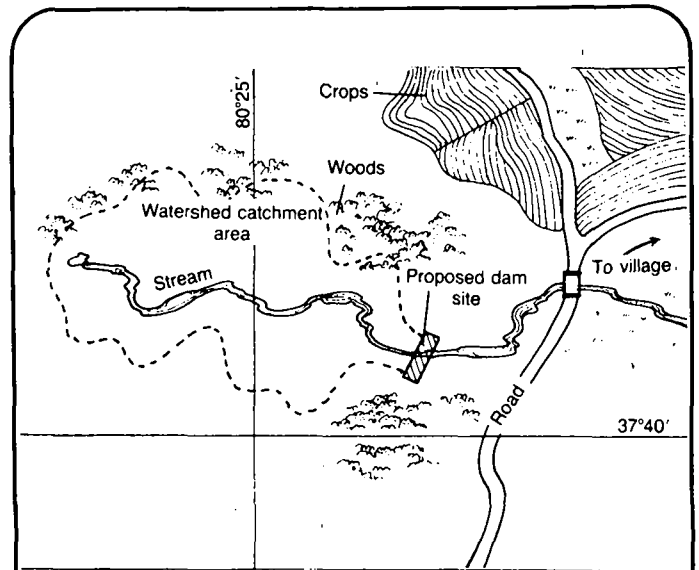 80°25′
Crops
Woods
Watershed catchment
area
Stream
Proposed dam
site
To village
Road
37°40′